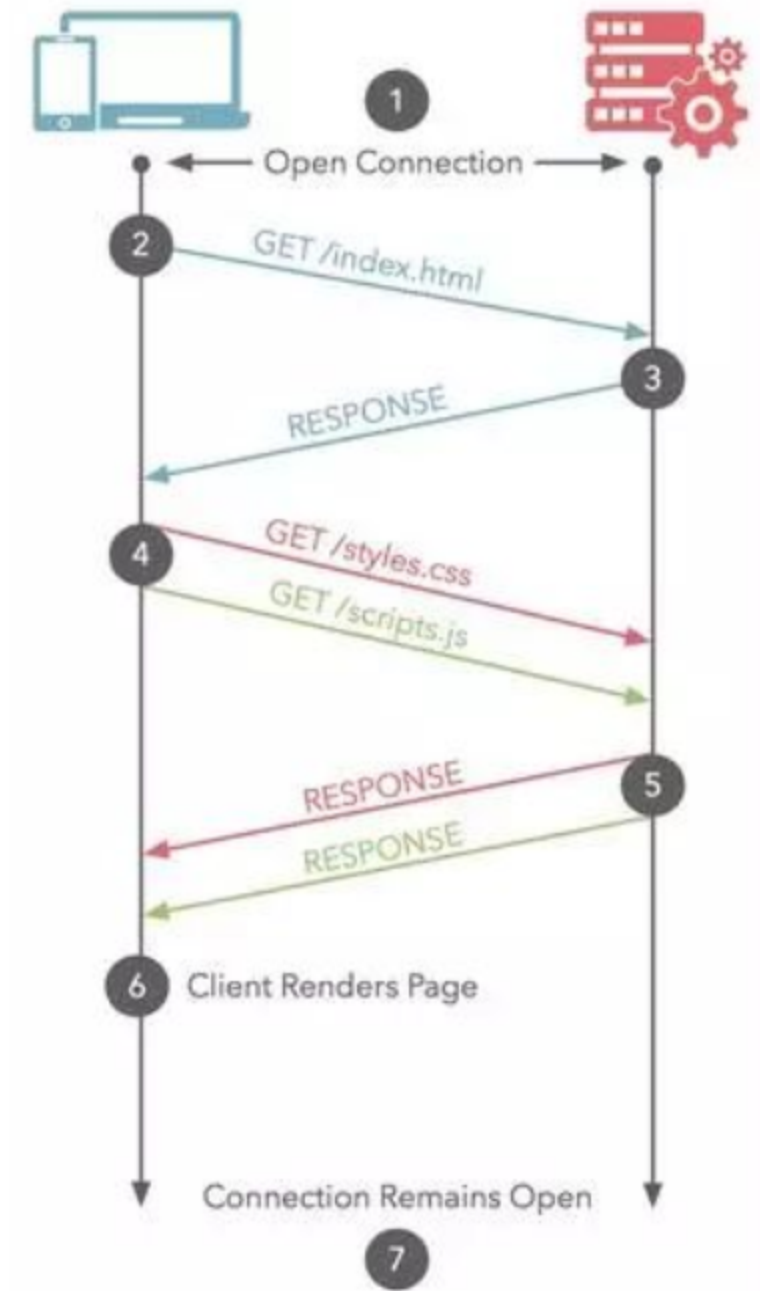 1
Open Connection
2
GET /index.html
3
RESPONSE
4
GET /styles.css
GET /scripts.js
5
RESPONSE
RESPONSE
6 Client Renders Page
Connection Remains Open
7